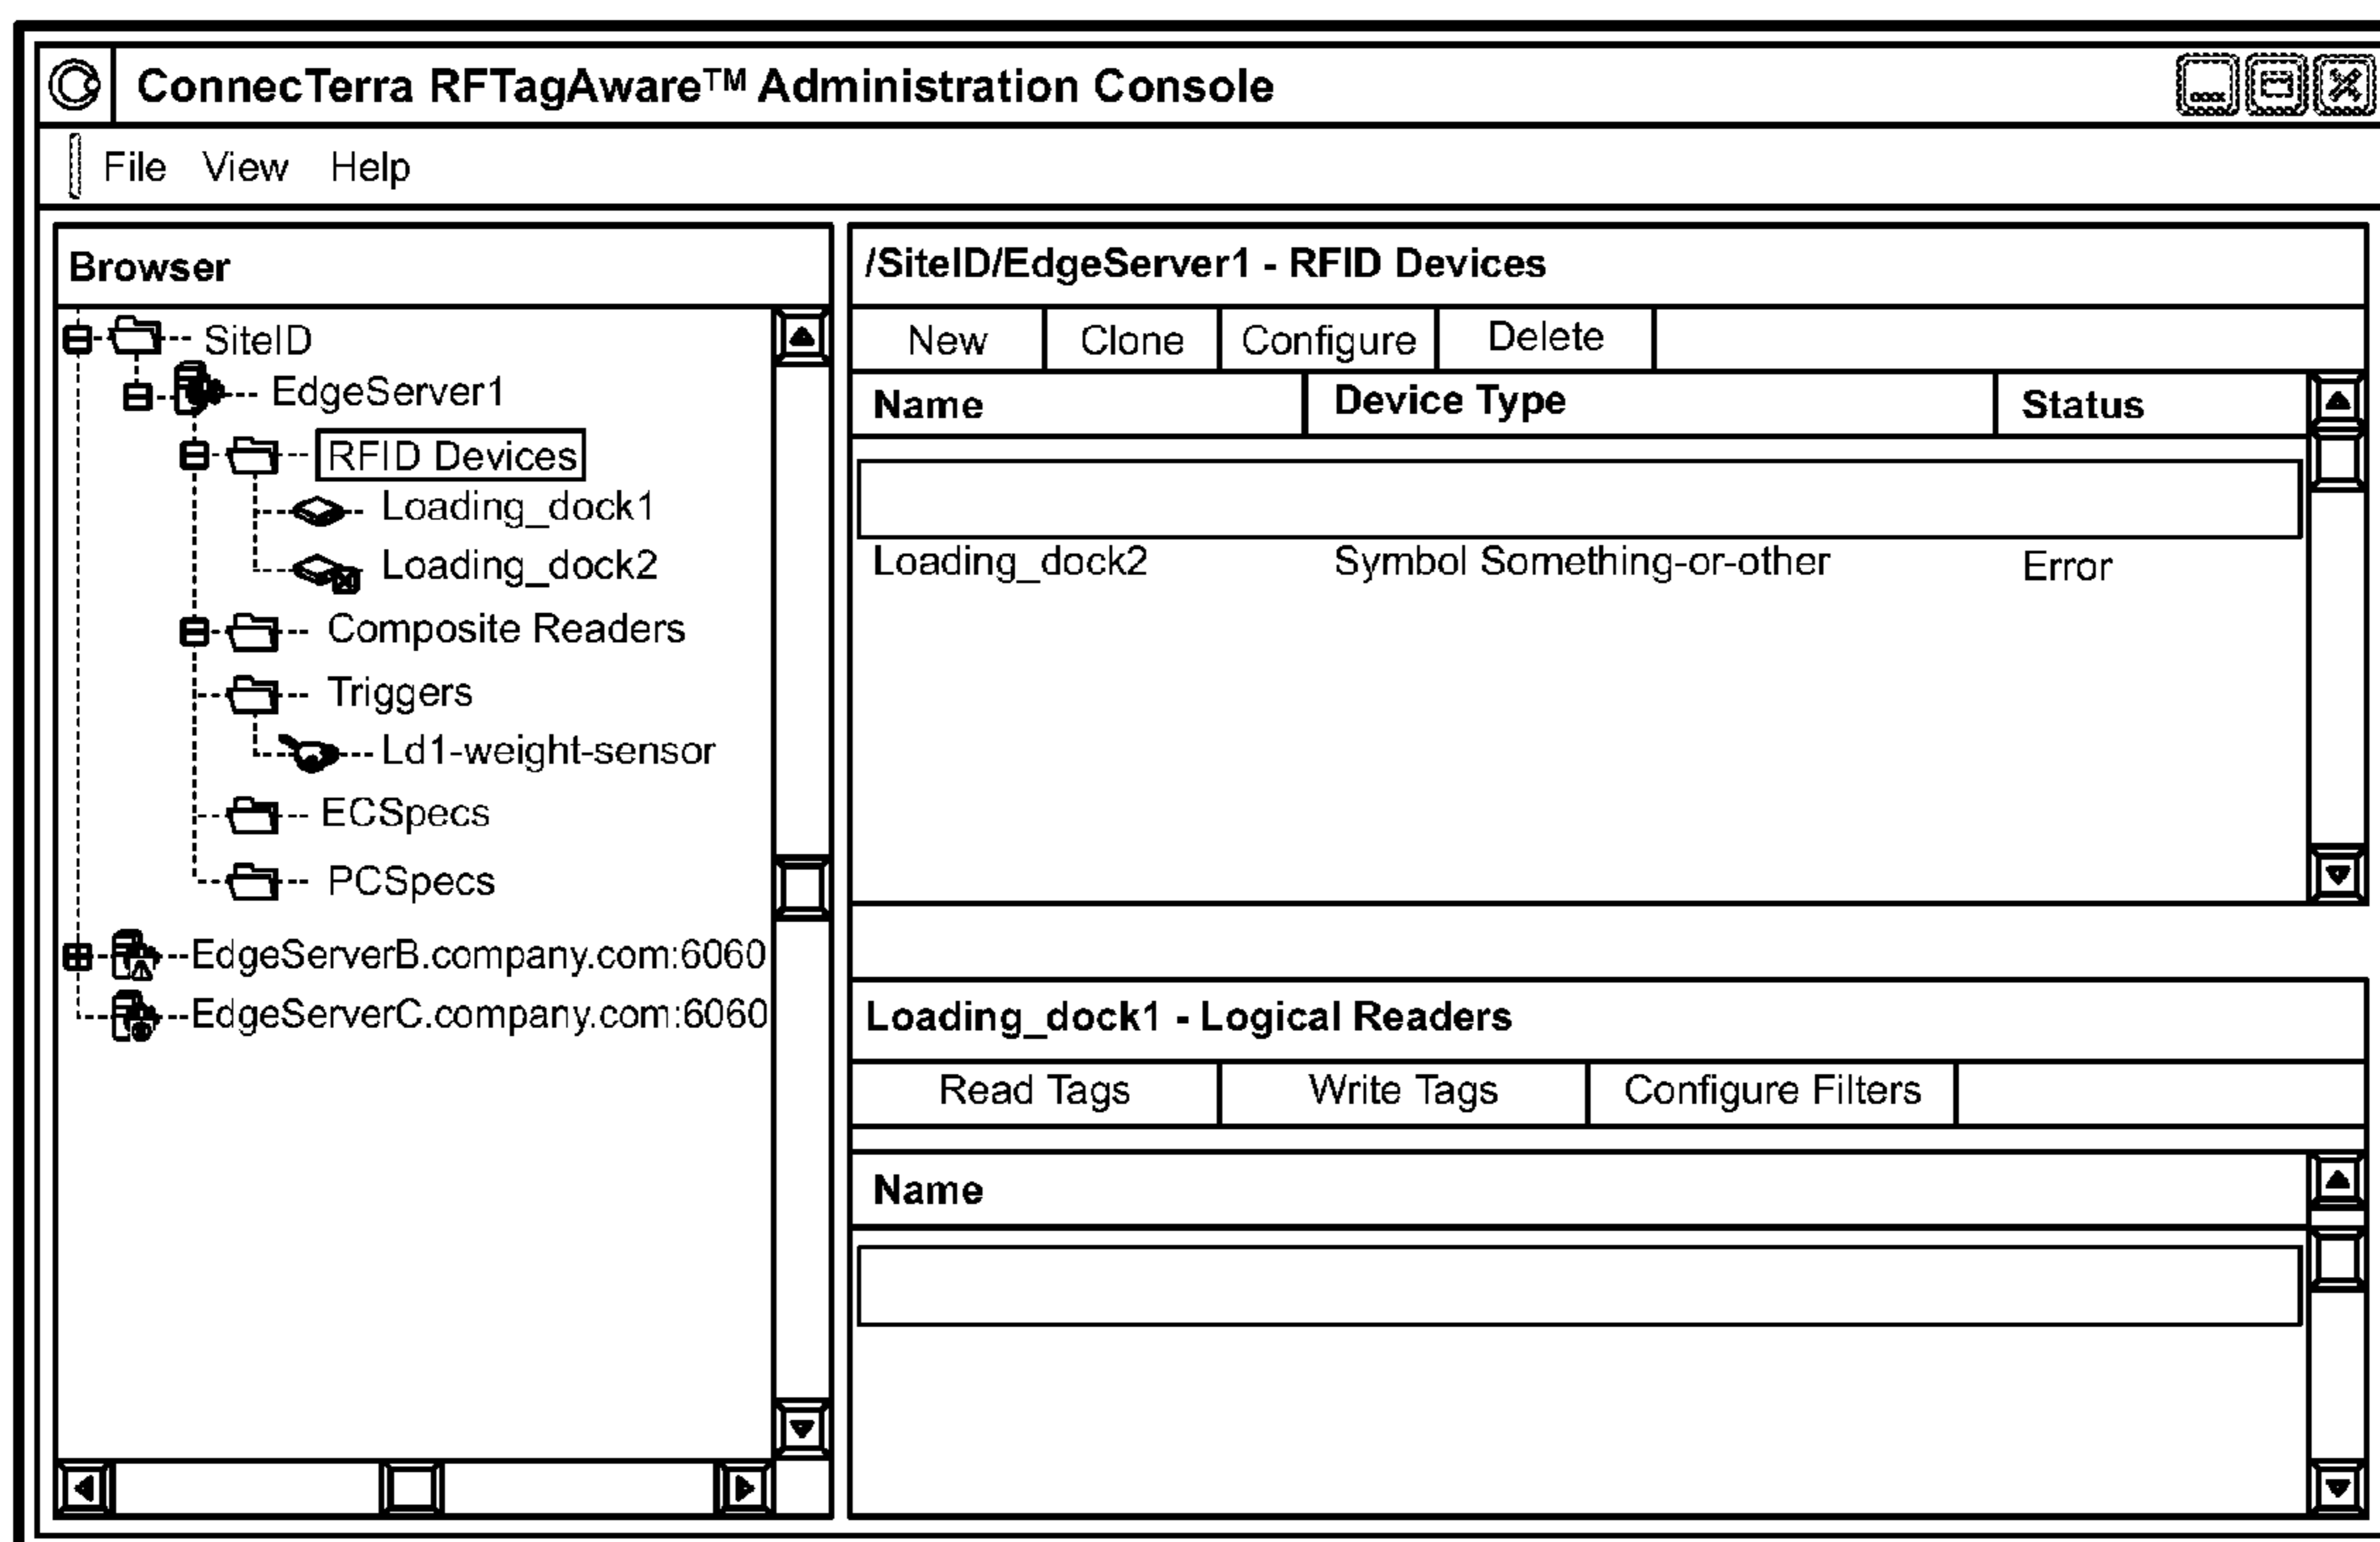 ConnecTerra RFTagAware™ Administration Console
File View Help
Browser
SiteID
EdgeServer1
RFID Devices
Loading_dock1
Loading_dock2
Composite Readers
Triggers
Ld1-weight-sensor
ECSpecs
PCSpecs
EdgeServerB.company.com:6060
EdgeServerC.company.com:6060
/SiteID/EdgeServer1 - RFID Devices
New Clone Configure Delete
Name Device Type Status
Loading_dock2 Symbol Something-or-other Error
Loading_dock1 - Logical Readers
Read Tags Write Tags Configure Filters
Name